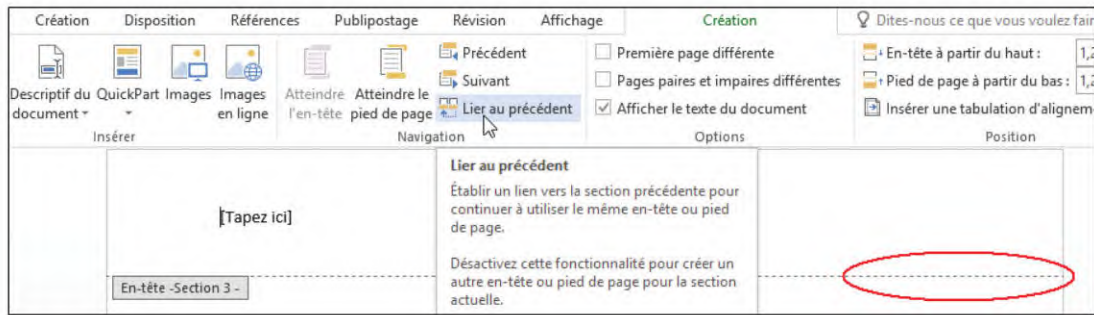 Création Disposition Références Publipostage Révision Affichage Création Dites-nous ce que vous voulez fair
Descriptif du document
QuickPart
Images
Images en ligne
Insérer
Atteindre l'en-tête
Atteindre le pied de page
Précédent
Suivant
Lier au précédent
Navigation
Première page différente
Pages paires et impaires différentes
Afficher le texte du document
Options
En-tête à partir du haut : 1,2
Pied de page à partir du bas : 1,2
Insérer une tabulation d'alignem
Position
[Tapez ici]
En-tête -Section 3 -
Lier au précédent
Établir un lien vers la section précédente pour
continuer à utiliser le même en-tête ou pied
de page.
Désactivez cette fonctionnalité pour créer un
autre en-tête ou pied de page pour la section
actuelle.